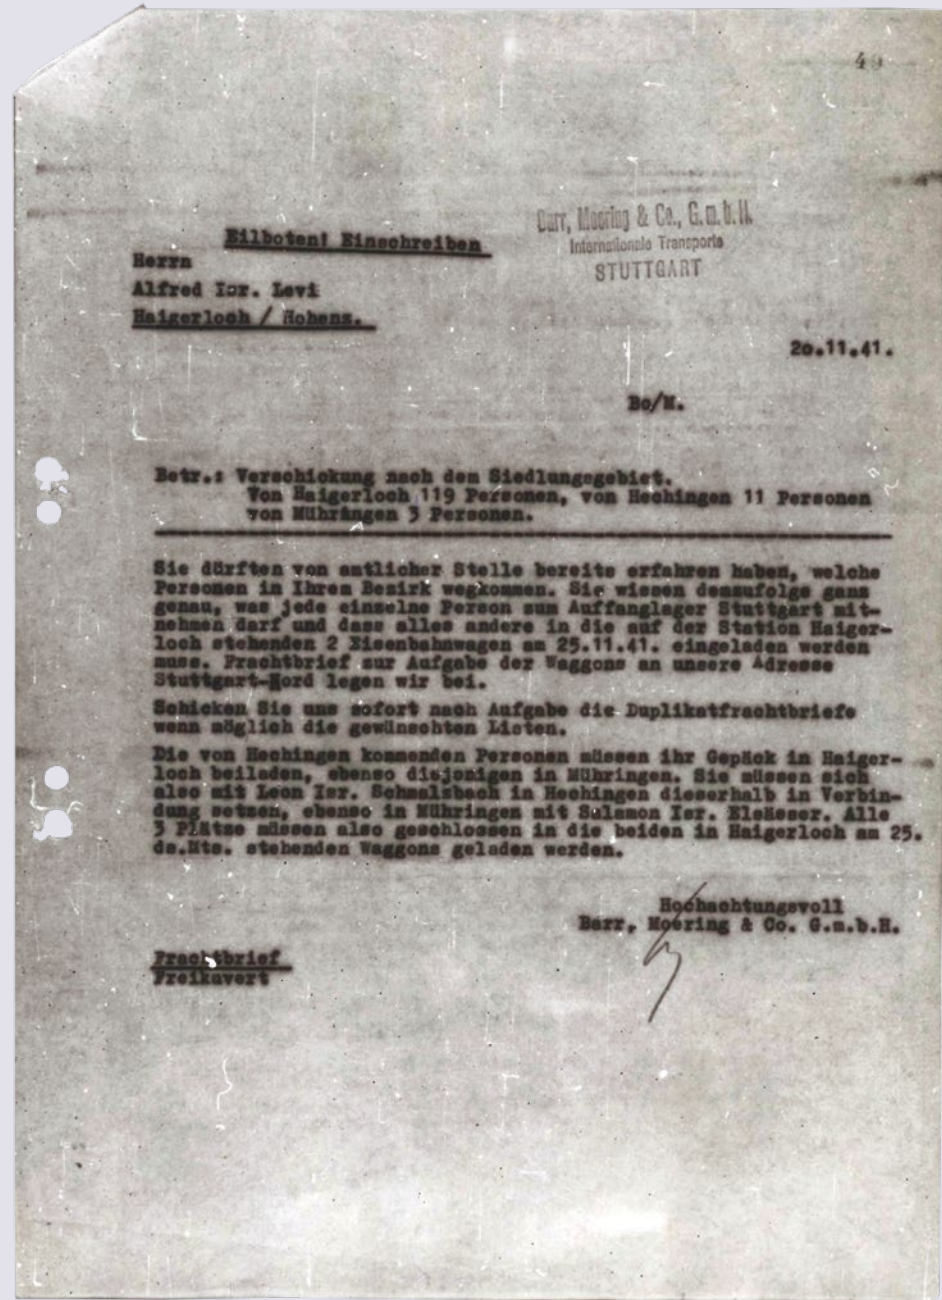 4
Barr, Moering & Co., G.m.b.H.
Internationale Transporte
STUTTGART
Eilboten! Einschreiben
Herrn
Alfred Isr. Levi
Haigerloch / Hohenz.
20.11.41.
Bo/M.
Betr.: Verschickung nach dem Siedlungsgebiet.
Von Haigerloch 119 Personen, von Hechingen 11 Personen
von Mühringen 3 Personen.
Sie dürften von amtlicher Stelle bereits erfahren haben, welche
Personen in Ihren Bezirk wegkommen. Sie wissen demzufolge ganz
genau, was jede einzelne Person zum Auffanglager Stuttgart mit-
nehmen darf und dass alles andere in die auf der Station Haiger-
loch stehenden 2 Eisenbahnwagen am 25.11.41. eingeladen werden
muss. Frachtbrief zur Aufgabe der Waggons an unsere Adresse
Stuttgart-Nord legen wir bei.
Schicken Sie uns sofort nach Aufgabe die Duplikatfrachtbriefe
wenn möglich die gewünschten Listen.
Die von Hechingen kommenden Personen müssen ihr Gepäck in Haiger-
loch beiladen, ebenso diejenigen in Mühringen. Sie müssen sich
also mit Leon Isr. Schmalzbach in Hechingen dieserhalb in Verbin-
dung setzen, ebenso in Mühringen mit Salamon Isr. Elsässer. Alle
3 Plätze müssen also geschlossen in die beiden in Haigerloch am 25.
ds.Mts. stehenden Waggons geladen werden.
Hochachtungsvoll
Barr, Moering & Co. G.m.b.H.
Frachtbrief
Freikuvert